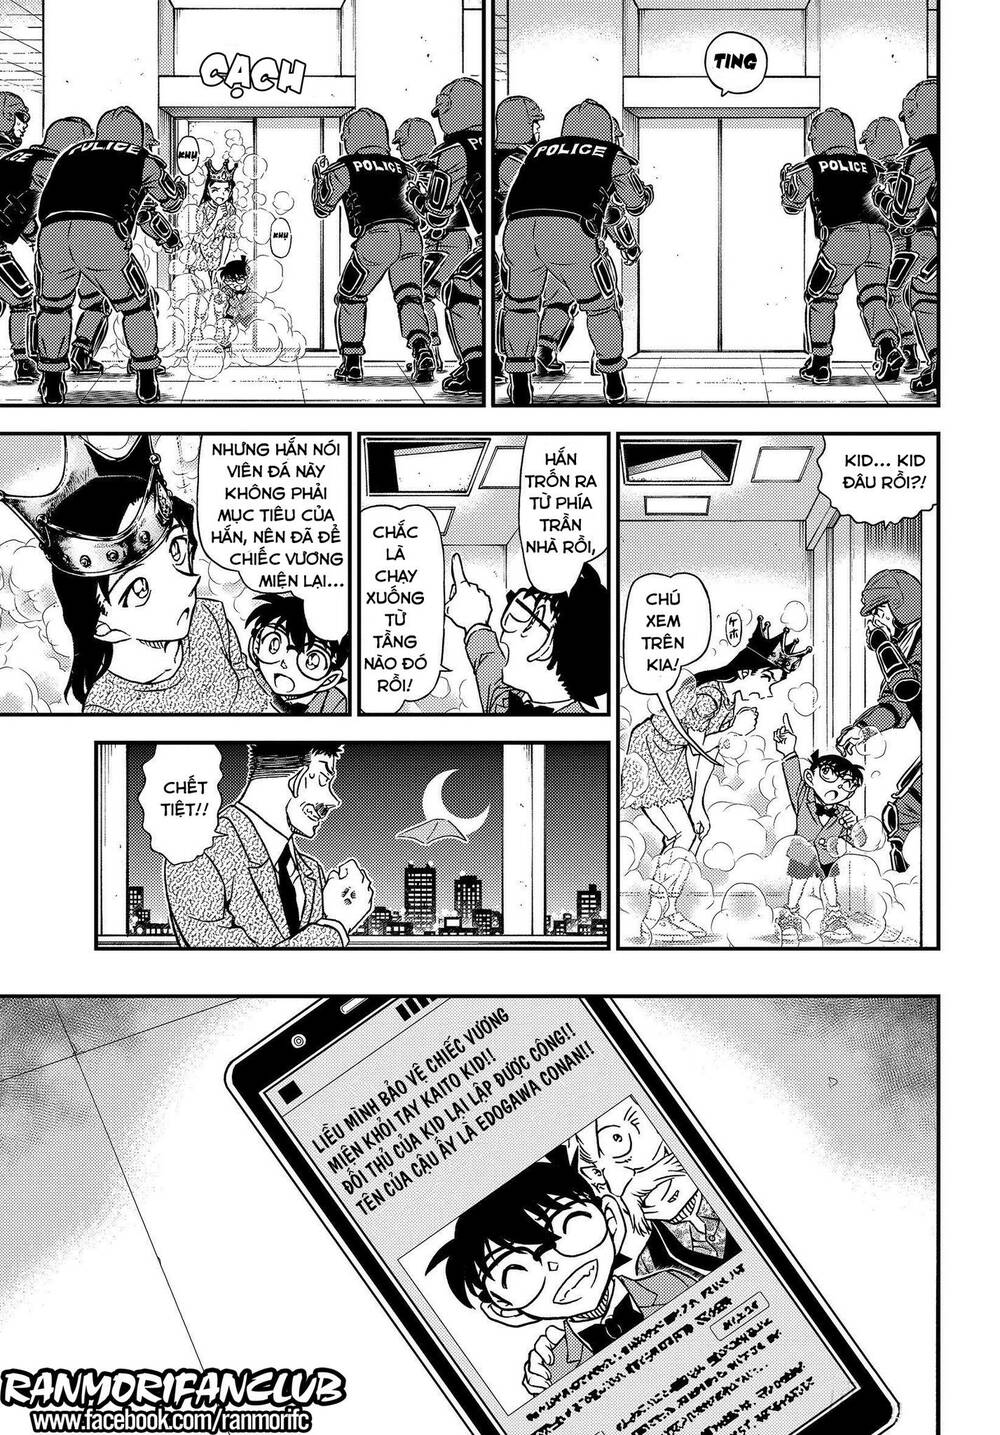 TING
POLICE
POLICE
CẠCH
KHỤ
KHỤ
POLICE
POLICE
KID... KID
ĐÂU RỒI?!
CHÚ
XEM
TRÊN
KIA!
ケホ
HẮN
TRỐN RA
TỪ PHÍA
TRẦN
NHÀ RỒI,
CHẮC
LÀ
CHẠY
XUỐNG
TỪ
TẦNG
NÀO ĐÓ
RỒI!
NHƯNG HẮN NÓI
VIÊN ĐÁ NÀY
KHÔNG PHẢI
MỤC TIÊU CỦA
HẮN, NÊN ĐÃ ĐỂ
CHIẾC VƯƠNG
MIỆN LẠI...
CHẾT
TIỆT!!
LIỀU MÌNH BẢO VỆ CHIẾC VƯƠNG
MIỆN KHỎI TAY KAITO KID!!
ĐỐI THỦ CỦA KID LẠI LẬP ĐƯỢC CÔNG!!
TÊN CỦA CẬU ẤY LÀ EDOGAWA CONAN!!
RANMORIFANCLUB
www.facebook.com/ranmorifc